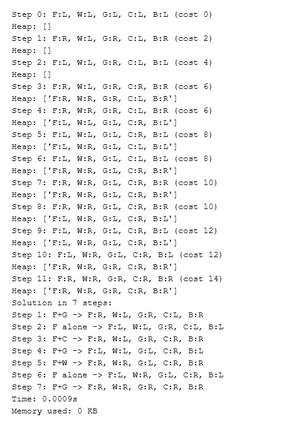 Step 0: F:L, W:L, G:L, C:L, B:L (cost 0)
Heap: []
Step 1: F:R, W:L, G:R, C:L, B:R (cost 2)
Heap: []
Step 2: F:L, W:L, G:R, C:L, B:L (cost 4)
Heap: []
Step 3: F:R, W:L, G:R, C:R, B:R (cost 6)
Heap: ['F:R, W:R, G:R, C:L, B:R']
Step 4: F:R, W:R, G:R, C:L, B:R (cost 6)
Heap: ['F:L, W:L, G:L, C:R, B:L']
Step 5: F:L, W:R, G:L, C:L, B:L (cost 8)
Heap: ['F:L, W:L, G:L, C:R, B:L']
Step 6: F:L, W:L, G:L, C:R, B:L (cost 8)
Heap: ['F:R, W:R, G:L, C:R, B:R']
Step 7: F:R, W:R, G:L, C:R, B:R (cost 10)
Heap: ['F:R, W:R, G:L, C:R, B:R']
Step 8: F:R, W:R, G:L, C:R, B:R (cost 10)
Heap: ['F:L, W:R, G:L, C:R, B:L']
Step 9: F:L, W:R, G:L, C:R, B:L (cost 12)
Heap: ['F:L, W:R, G:L, C:R, B:L']
Step 10: F:L, W:R, G:L, C:R, B:L (cost 12)
Heap: ['F:R, W:R, G:R, C:R, B:R']
Step 11: F:R, W:R, G:R, C:R, B:R (cost 14)
Heap: ['F:R, W:R, G:R, C:R, B:R']
Solution in 7 steps:
Step 1: F+G -> F:R, W:L, G:R, C:L, B:R
Step 2: F alone -> F:L, W:L, G:R, C:L, B:L
Step 3: F+C -> F:R, W:L, G:R, C:R, B:R
Step 4: F+G -> F:L, W:L, G:L, C:R, B:L
Step 5: F+W -> F:R, W:R, G:L, C:R, B:R
Step 6: F alone -> F:L, W:R, G:L, C:R, B:L
Step 7: F+G -> F:R, W:R, G:R, C:R, B:R
Time: 0.0009s
Memory used: 0 KB